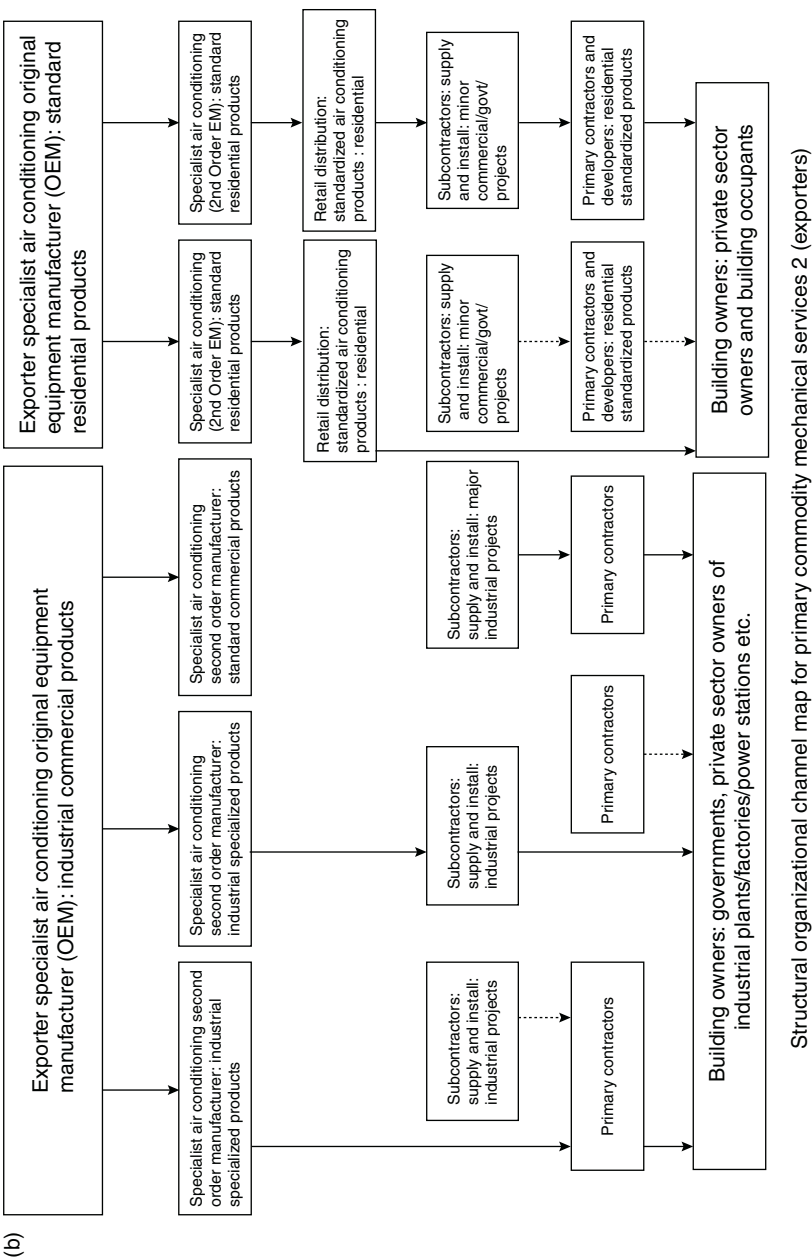 (b)
Exporter specialist air conditioning original equipment
manufacturer (OEM): industrial commercial products
Exporter specialist air conditioning original
equipment manufacturer (OEM): standard
residential products
Specialist air conditioning second
order manufacturer: industrial
specialized products
Specialist air conditioning
second order manufacturer:
industrial specialized products
Specialist air conditioning
second order manufacturer:
standard commercial products
Specialist air conditioning
(2nd Order EM): standard
residential products
Specialist air conditioning
(2nd Order EM): standard
residential products
Retail distribution:
standardized air conditioning
products : residential
Retail distribution:
standardized air conditioning
products : residential
Subcontractors:
supply and install:
industrial projects
Subcontractors:
supply and install:
industrial projects
Subcontractors:
supply and install: major
industrial projects
Subcontractors: supply
and install: minor
commercial/govt/
projects
Subcontractors: supply
and install: minor
commercial/govt/
projects
Primary contractors
Primary contractors
Primary contractors
Primary contractors and
developers: residential
standardized products
Primary contractors and
developers: residential
standardized products
Building owners: governments, private sector owners of
industrial plants/factories/power stations etc.
Building owners: private sector
owners and building occupants
Structural organizational channel map for primary commodity mechanical services 2 (exporters)